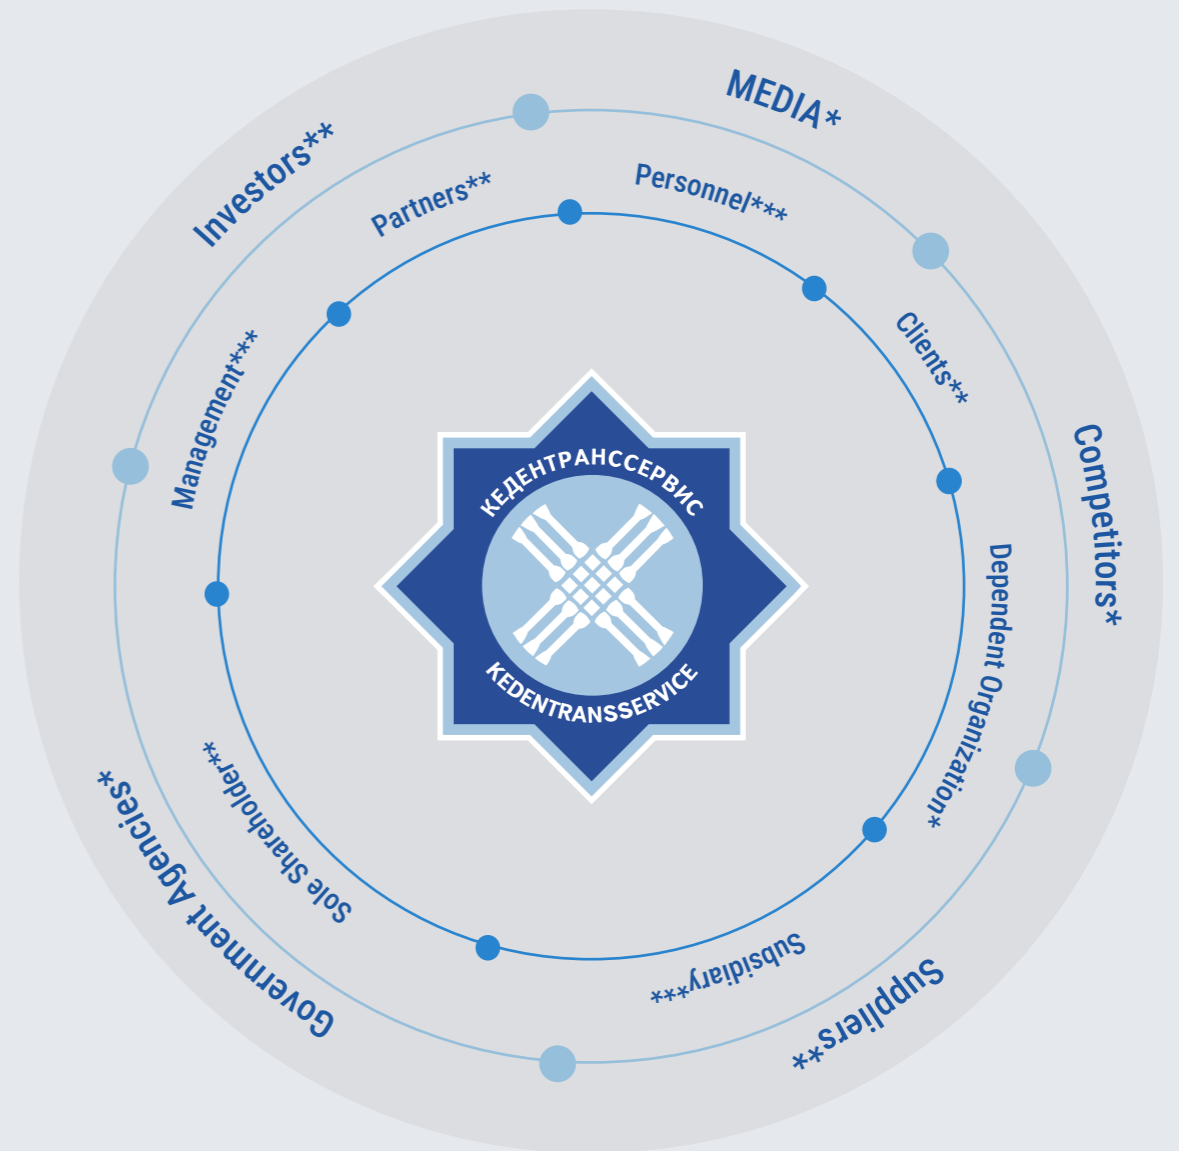 MEDIA*
Competitors*
Suppliers**
Government Agencies*
Investors**
Personnel***
Clients**
Dependent Organization*
Subsidiary***
Sole Shareholder**
Management***
Partners**
КЕДЕНТРАНССЕРВИС
KEDENTRANSSERVICE